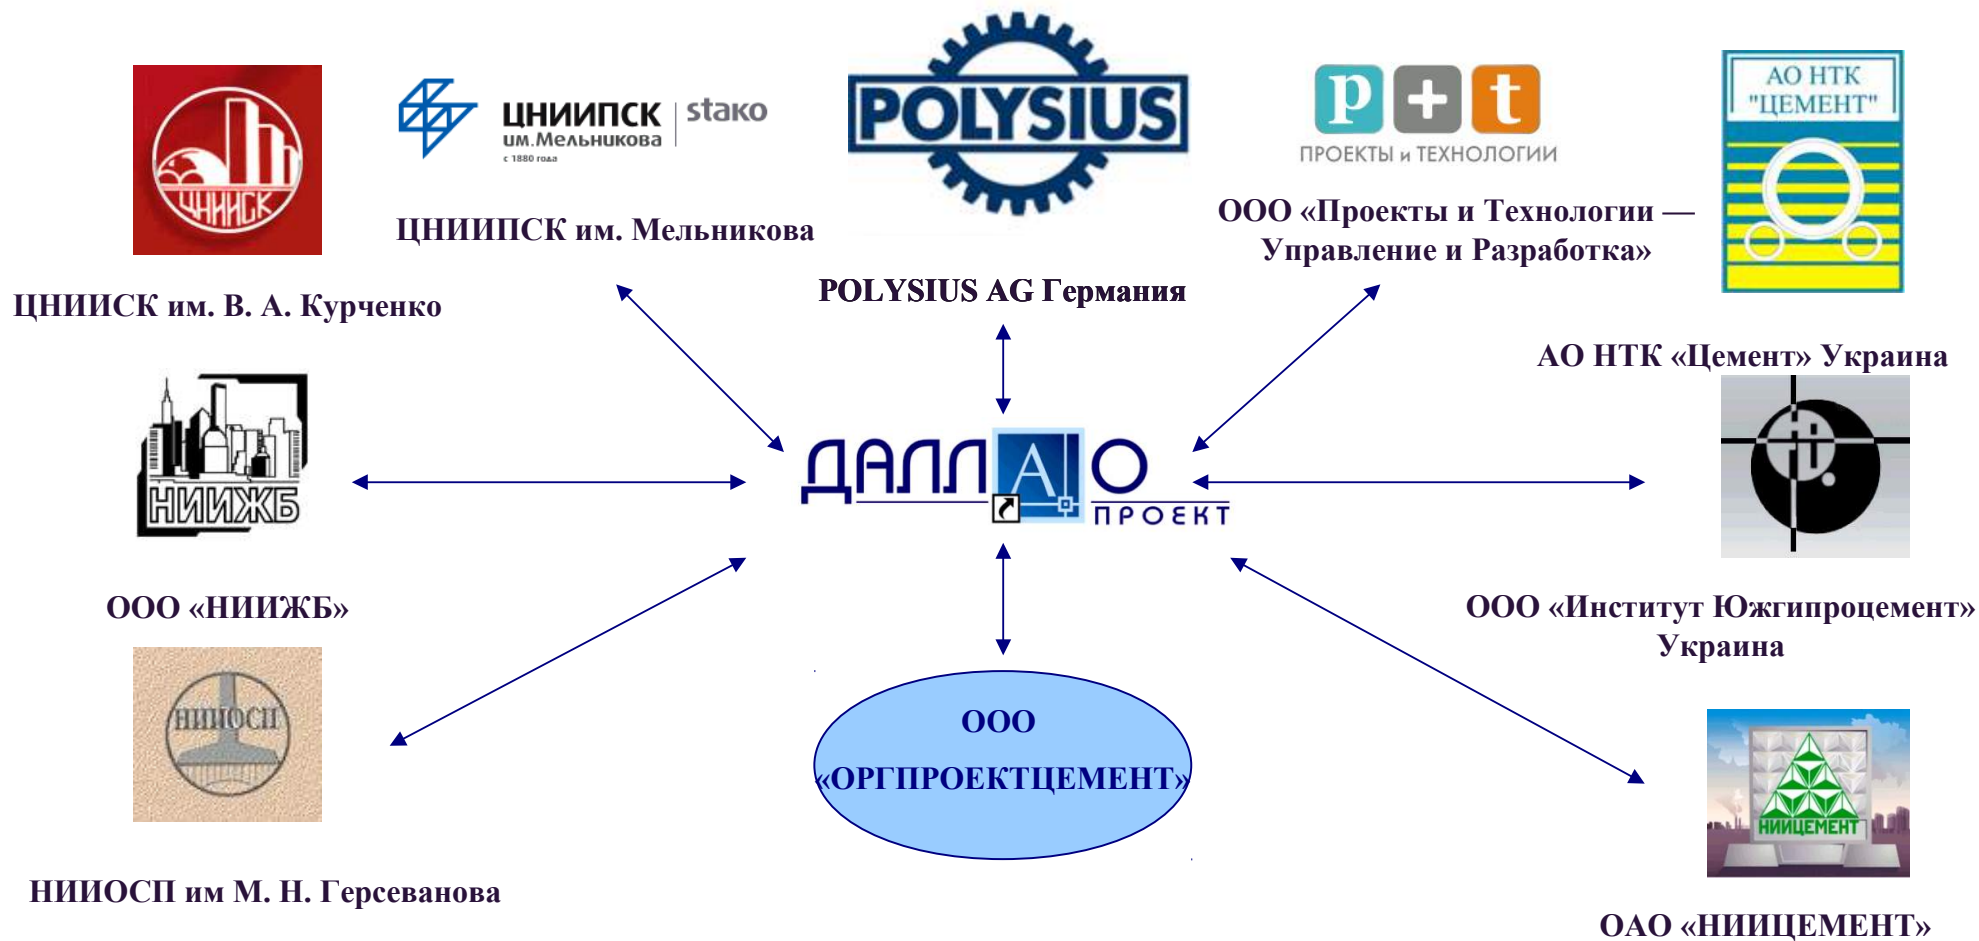 ЦНИИСК
ЦНИИПСК
им.Мельникова
с 1880 года
stako
POLYSIUS
p+t
ПРОЕКТЫ и ТЕХНОЛОГИИ
АО НТК
"ЦЕМЕНТ"
ЦНИИСК им. В. А. Курченко
ЦНИИПСК им. Мельникова
POLYSIUS AG Германия
ООО «Проекты и Технологии —
Управление и Разработка»
АО НТК «Цемент» Украина
НИИЖБ
ДАЛЛАО
ПРОЕКТ
ООО «НИИЖБ»
ООО «Институт Южгипроцемент»
Украина
НИИОСП
ООО
«ОРГПРОЕКТЦЕМЕНТ»
НИИЦЕМЕНТ
НИИОСП им М. Н. Герсеванова
ОАО «НИИЦЕМЕНТ»